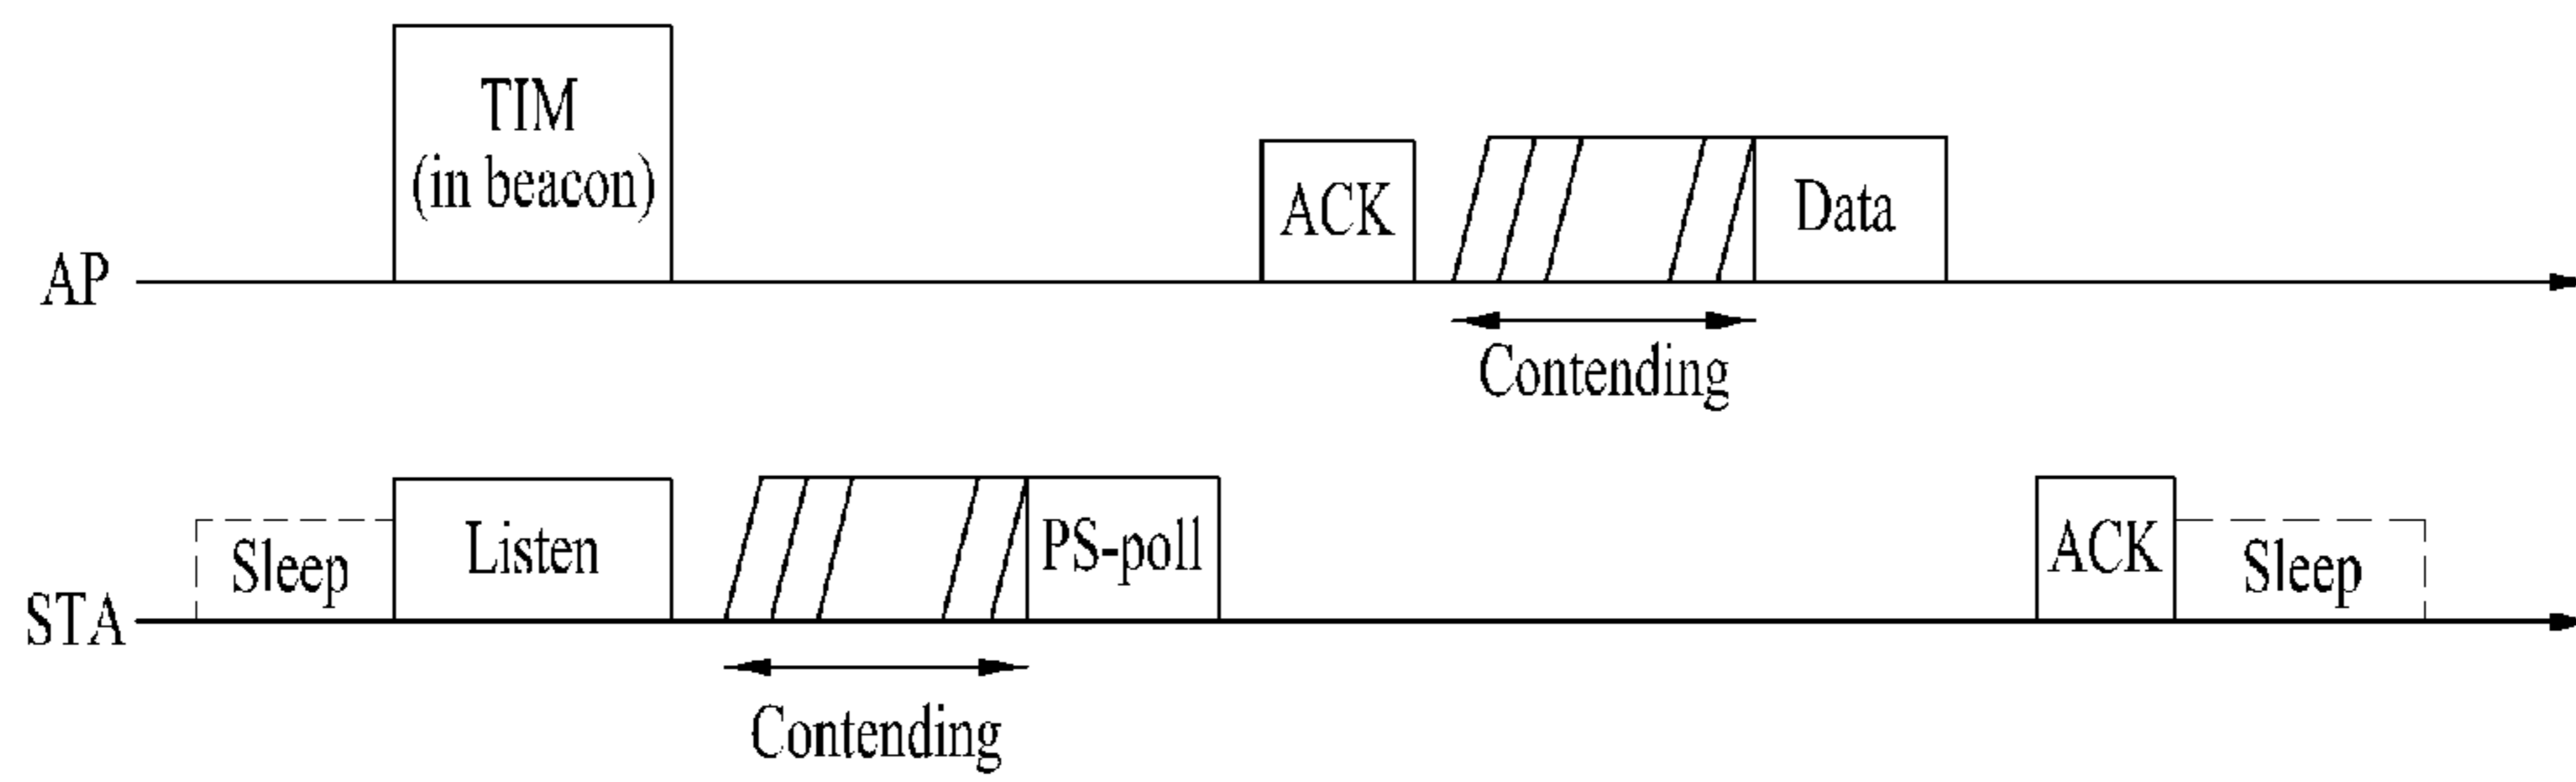 TIM
(in beacon)
AP
ACK
Data
Contending
STA
Sleep
Listen
PS-poll
ACK
Sleep
Contending